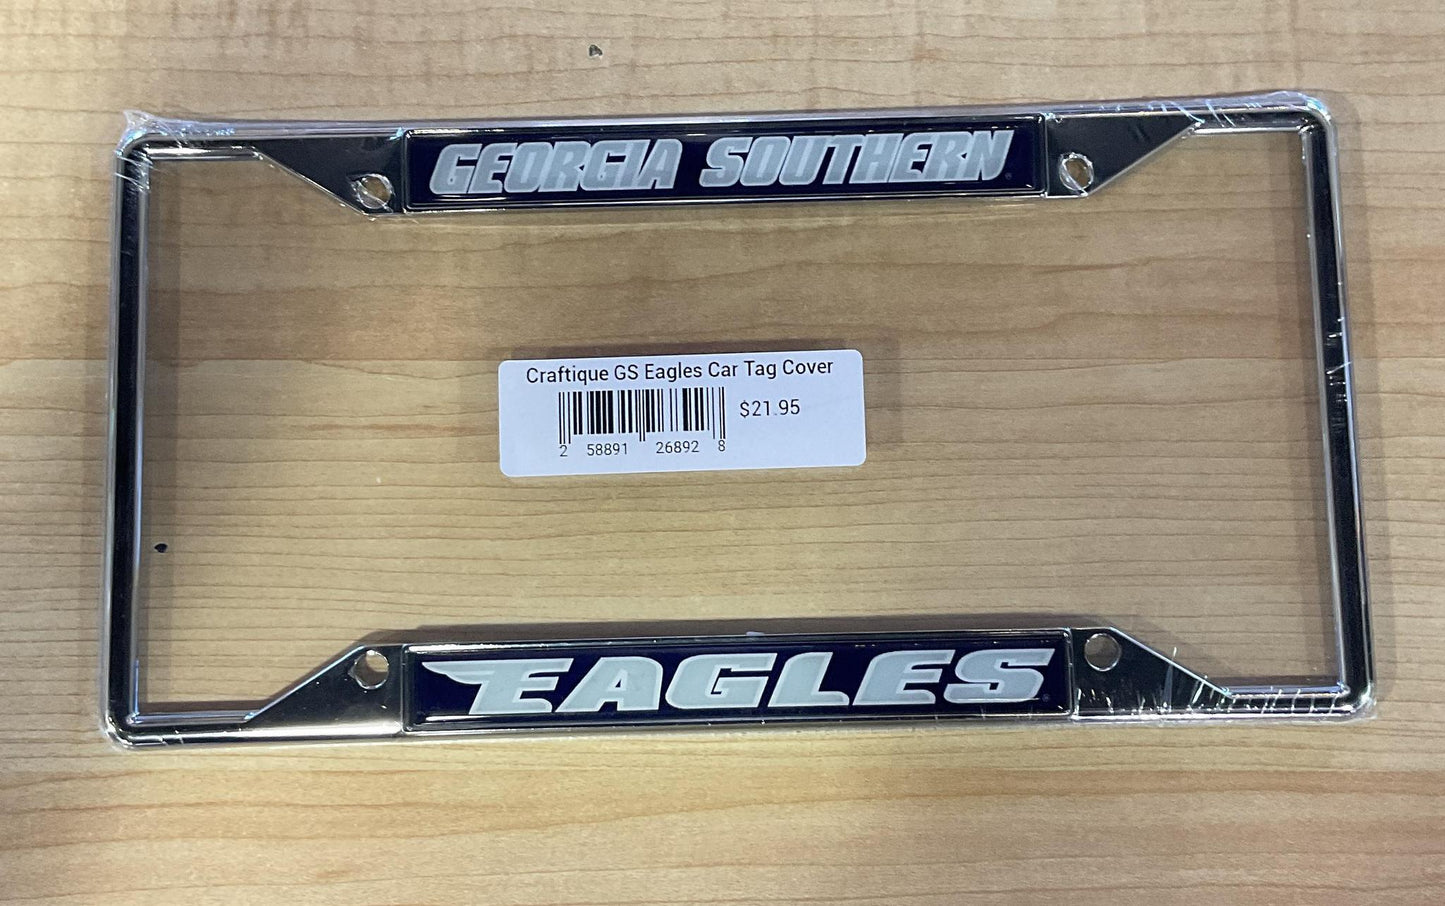 GEORGIA SOUTHERN®
Craftique GS Eagles Car Tag Cover
$21.95
2 58891 26892 8
EAGLES